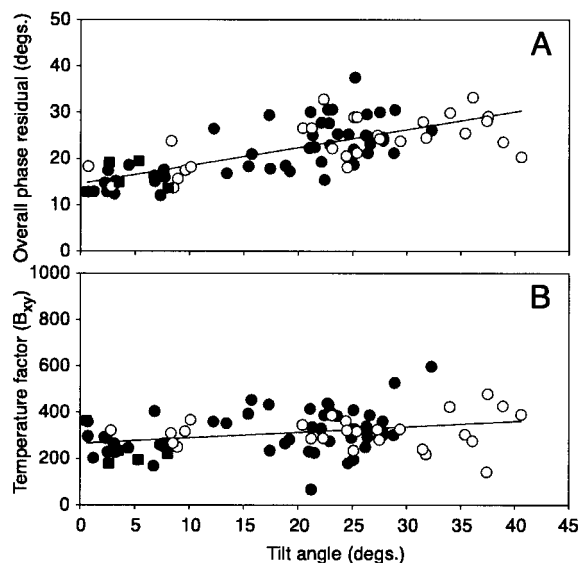 A
Overall phase residual (degs.)
50
40
30
20
10
0
B
Temperature factor (Bxy)
1000
800
600
400
200
0
0 5 10 15 20 25 30 35 40 45
Tilt angle (degs.)